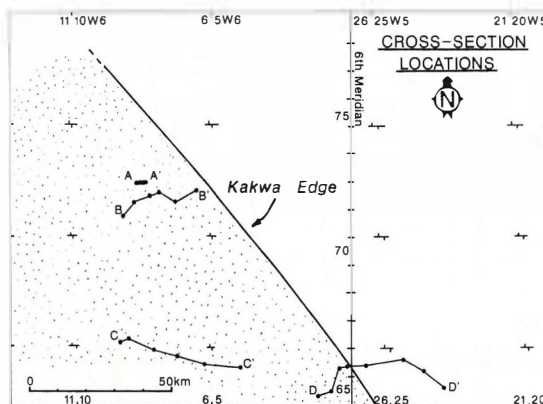 11 10W6 6 5W6 26 25W5 21 20W5
CROSS-SECTION
LOCATIONS
N
6th Meridian
75
A A'
B B'
Kakwa Edge
70
C C'
D 65 D'
0 50km
11.10 6.5 26.25 21.20